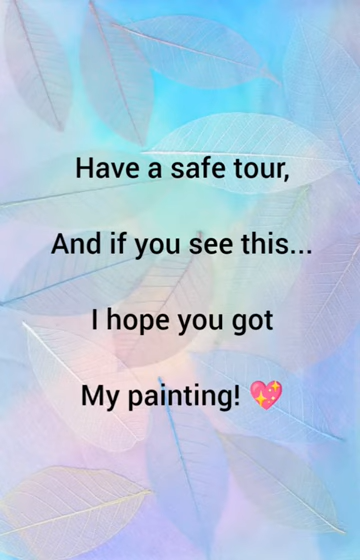 Have a safe tour,
And if you see this...
I hope you got
My painting! 💖